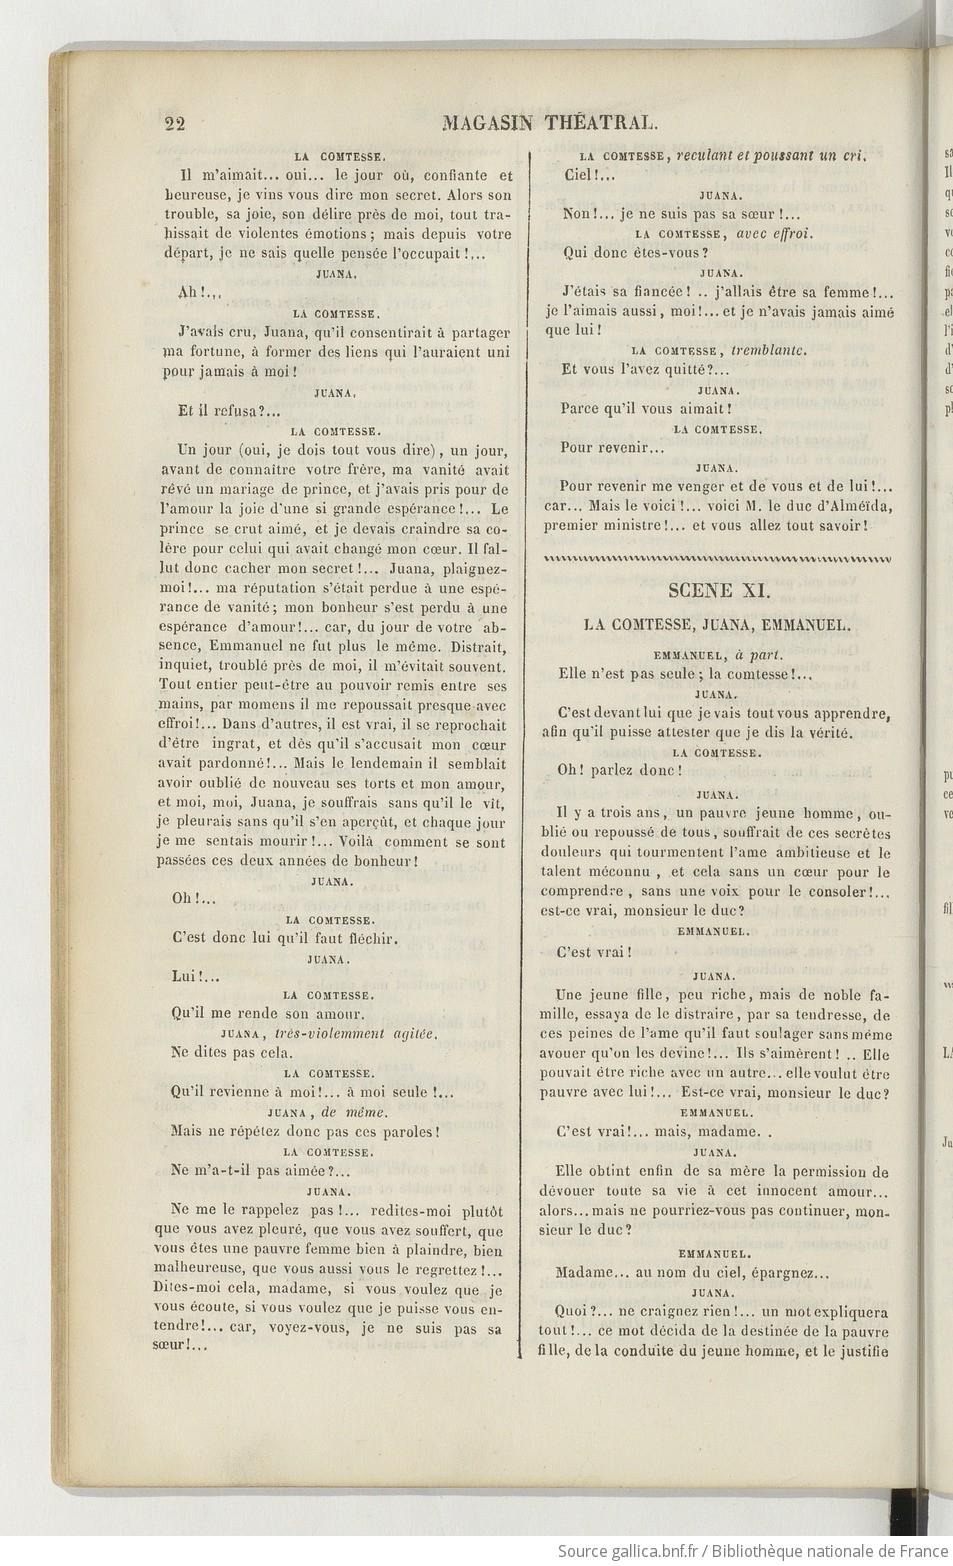 22
MAGASIN THÉATRAL.
LA COMTESSE.
Il m'aimait... oui... le jour où, confiante et
heureuse, je vins vous dire mon secret. Alors son
trouble, sa joie, son délire près de moi, tout tra-
hissait de violentes émotions ; mais depuis votre
départ, je ne sais quelle pensée l'occupait !...
JUANA.
Ah !...
LA COMTESSE.
J'avais cru, Juana, qu'il consentirait à partager
ma fortune, à former des liens qui l'auraient uni
pour jamais à moi !
JUANA.
Et il refusa ?...
LA COMTESSE.
Un jour (oui, je dois tout vous dire), un jour,
avant de connaître votre frère, ma vanité avait
rêvé un mariage de prince, et j'avais pris pour de
l'amour la joie d'une si grande espérance !... Le
prince se crut aimé, et je devais craindre sa co-
lère pour celui qui avait changé mon cœur. Il fal-
lut donc cacher mon secret !... Juana, plaignez-
moi !... ma réputation s'était perdue à une espé-
rance de vanité ; mon bonheur s'est perdu à une
espérance d'amour !... car, du jour de votre ab-
sence, Emmanuel ne fut plus le même. Distrait,
inquiet, troublé près de moi, il m'évitait souvent.
Tout entier peut-être au pouvoir remis entre ses
mains, par momens il me repoussait presque avec
effroi !... Dans d'autres, il est vrai, il se reprochait
d'être ingrat, et dès qu'il s'accusait mon cœur
avait pardonné !... Mais le lendemain il semblait
avoir oublié de nouveau ses torts et mon amour,
et moi, moi, Juana, je souffrais sans qu'il le vît,
je pleurais sans qu'il s'en aperçût, et chaque jour
je me sentais mourir !... Voilà comment se sont
passées ces deux années de bonheur !
JUANA.
Oh !...
LA COMTESSE.
C'est donc lui qu'il faut fléchir.
JUANA.
Lui !...
LA COMTESSE.
Qu'il me rende son amour.
JUANA, très-violemment agitée.
Ne dites pas cela.
LA COMTESSE.
Qu'il revienne à moi !... à moi seule !...
JUANA, de même.
Mais ne répétez donc pas ces paroles !
LA COMTESSE.
Ne m'a-t-il pas aimée ?...
JUANA.
Ne me le rappelez pas !... redites-moi plutôt
que vous avez pleuré, que vous avez souffert, que
vous êtes une pauvre femme bien à plaindre, bien
malheureuse, que vous aussi vous le regrettez !...
Dites-moi cela, madame, si vous voulez que je
vous écoute, si vous voulez que je puisse vous en-
tendre !... car, voyez-vous, je ne suis pas sa
sœur !...
LA COMTESSE, reculant et poussant un cri.
Ciel !...
JUANA.
Non !... je ne suis pas sa sœur !...
LA COMTESSE, avec effroi.
Qui donc êtes-vous ?
JUANA.
J'étais sa fiancée ! .. j'allais être sa femme !...
je l'aimais aussi, moi !... et je n'avais jamais aimé
que lui !
LA COMTESSE, tremblante.
Et vous l'avez quitté ?...
JUANA.
Parce qu'il vous aimait !
LA COMTESSE.
Pour revenir...
JUANA.
Pour revenir me venger et de vous et de lui !...
car... Mais le voici !... voici M. le duc d'Alméïda,
premier ministre !... et vous allez tout savoir !
SCENE XI.
LA COMTESSE, JUANA, EMMANUEL.
EMMANUEL, à part.
Elle n'est pas seule ; la comtesse !...
JUANA.
C'est devant lui que je vais tout vous apprendre,
afin qu'il puisse attester que je dis la vérité.
LA COMTESSE.
Oh ! parlez donc !
JUANA.
Il y a trois ans, un pauvre jeune homme, ou-
blié ou repoussé de tous, souffrait de ces secrètes
douleurs qui tourmentent l'ame ambitieuse et le
talent méconnu, et cela sans un cœur pour le
comprendre, sans une voix pour le consoler !...
est-ce vrai, monsieur le duc ?
EMMANUEL.
C'est vrai !
JUANA.
Une jeune fille, peu riche, mais de noble fa-
mille, essaya de le distraire, par sa tendresse, de
ces peines de l'ame qu'il faut soulager sans même
avouer qu'on les devine !... Ils s'aimèrent ! .. Elle
pouvait être riche avec un autre... elle voulut être
pauvre avec lui !... Est-ce vrai, monsieur le duc ?
EMMANUEL.
C'est vrai !... mais, madame. .
JUANA.
Elle obtint enfin de sa mère la permission de
dévouer toute sa vie à cet innocent amour...
alors... mais ne pourriez-vous pas continuer, mon-
sieur le duc ?
EMMANUEL.
Madame... au nom du ciel, épargnez...
JUANA.
Quoi ?... ne craignez rien !... un mot expliquera
tout !... ce mot décida de la destinée de la pauvre
fille, de la conduite du jeune homme, et le justifie
Source gallica.bnf.fr / Bibliothèque nationale de France